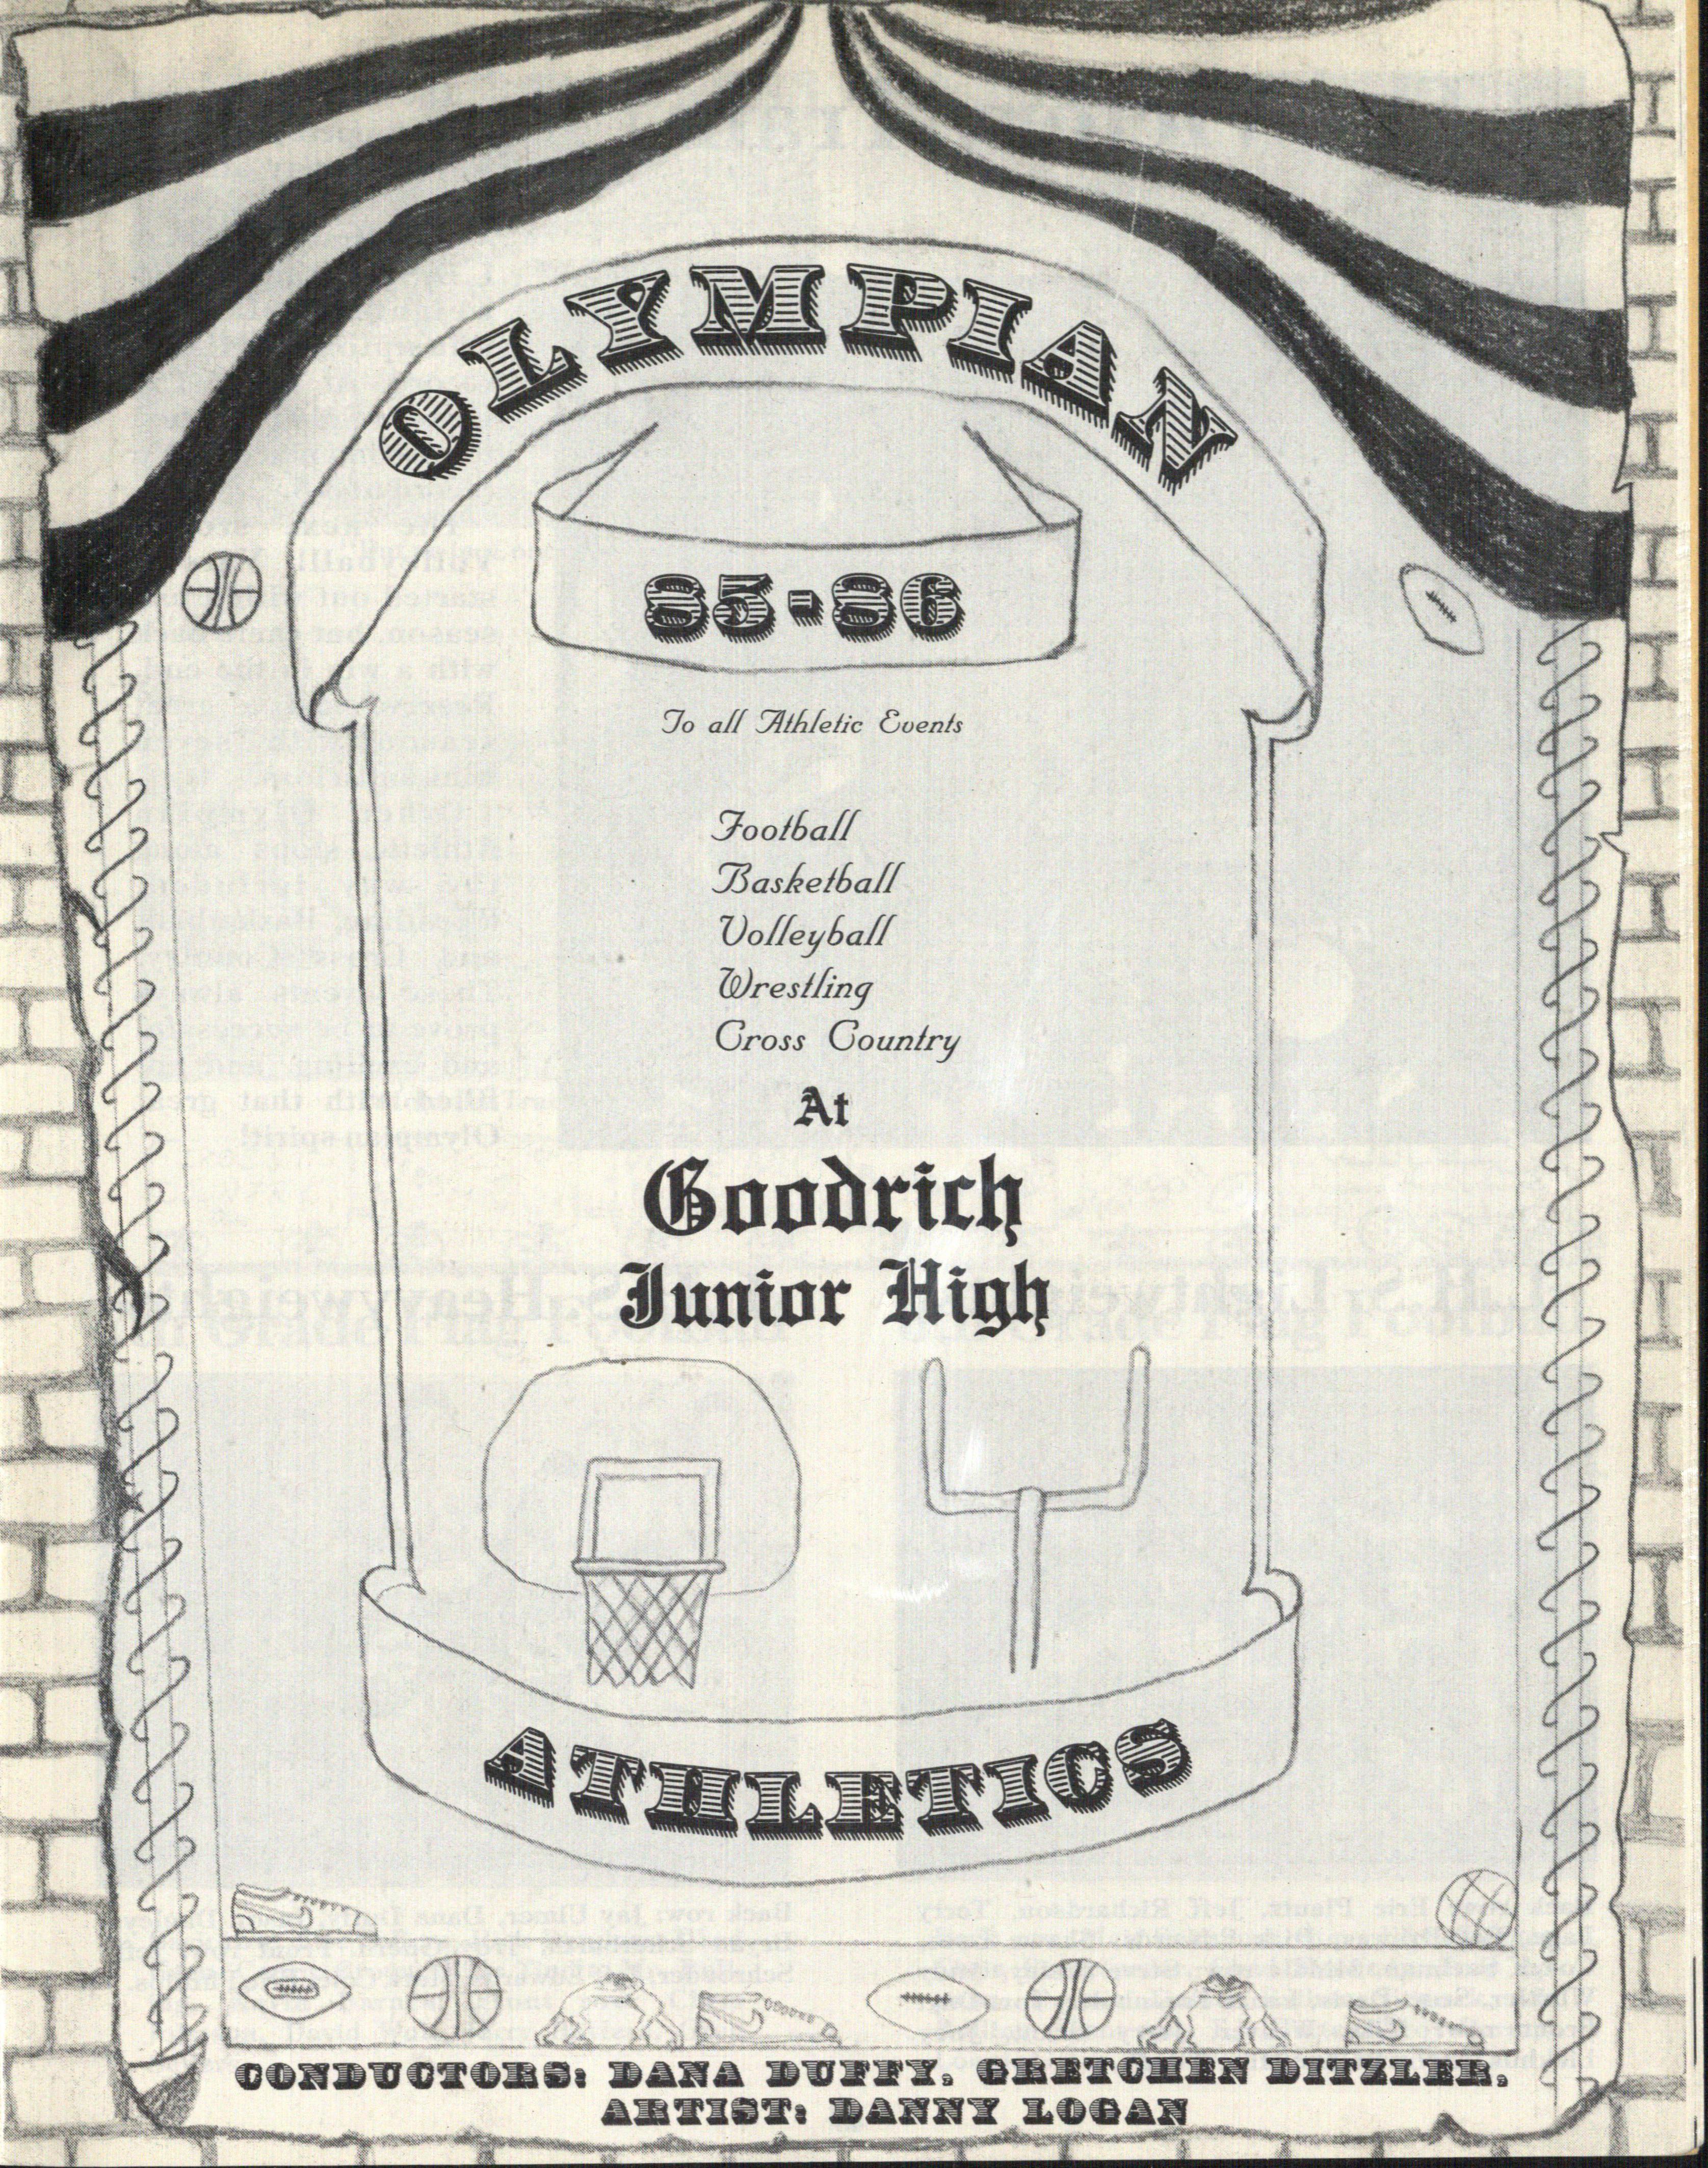 OLYMPIAN
85-86
To all Athletic Events
Football
Basketball
Volleyball
Wrestling
Cross Country
At
Goodrich
Junior High
ATHLETICS
CONDUCTORS: DANA DUFFY, GRETCHEN DITZLER,
ARTIST: DANNY LOGAN